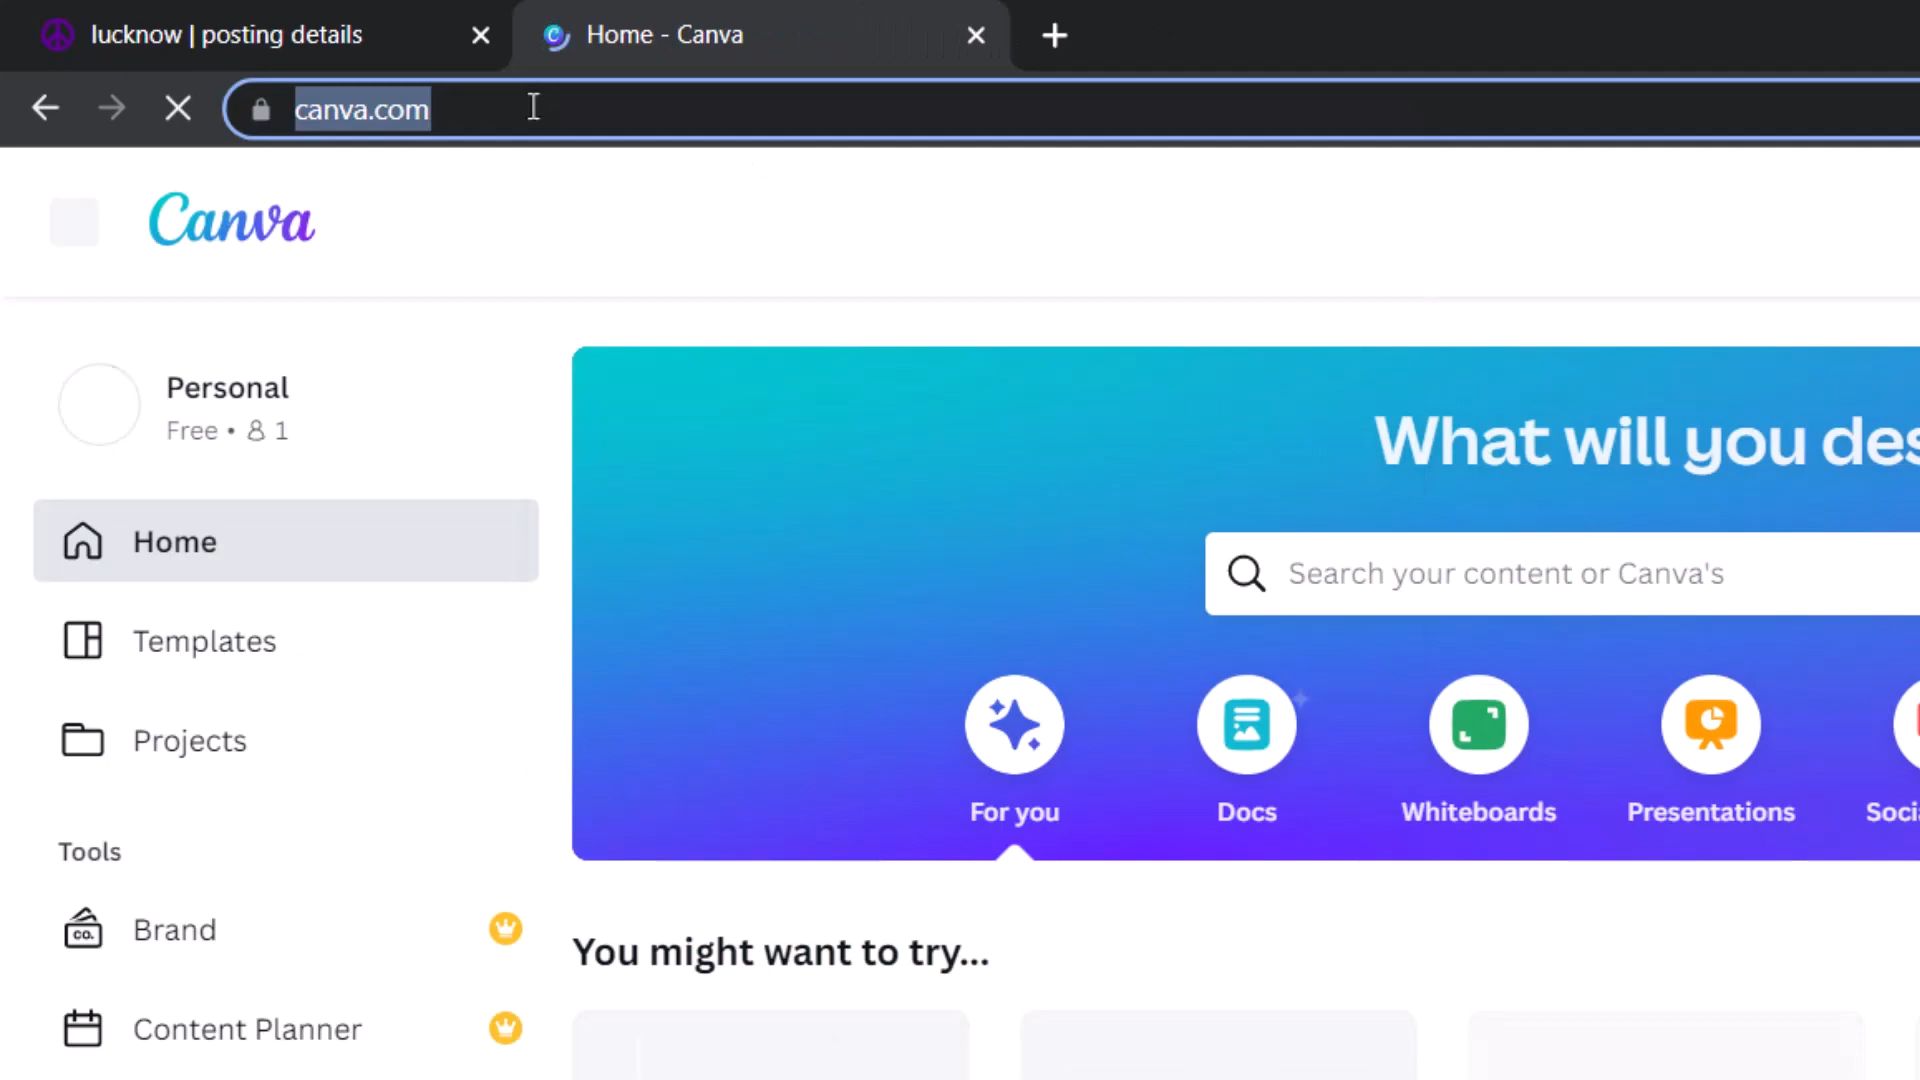 lucknow | posting details
Home - Canva
canva.com
Canva
Personal
Free • 1
Home
Templates
Projects
Tools
CO.
Brand
Content Planner
What will you des
Search your content or Canva's
For you
Docs
Whiteboards
Presentations
Soci
You might want to try...